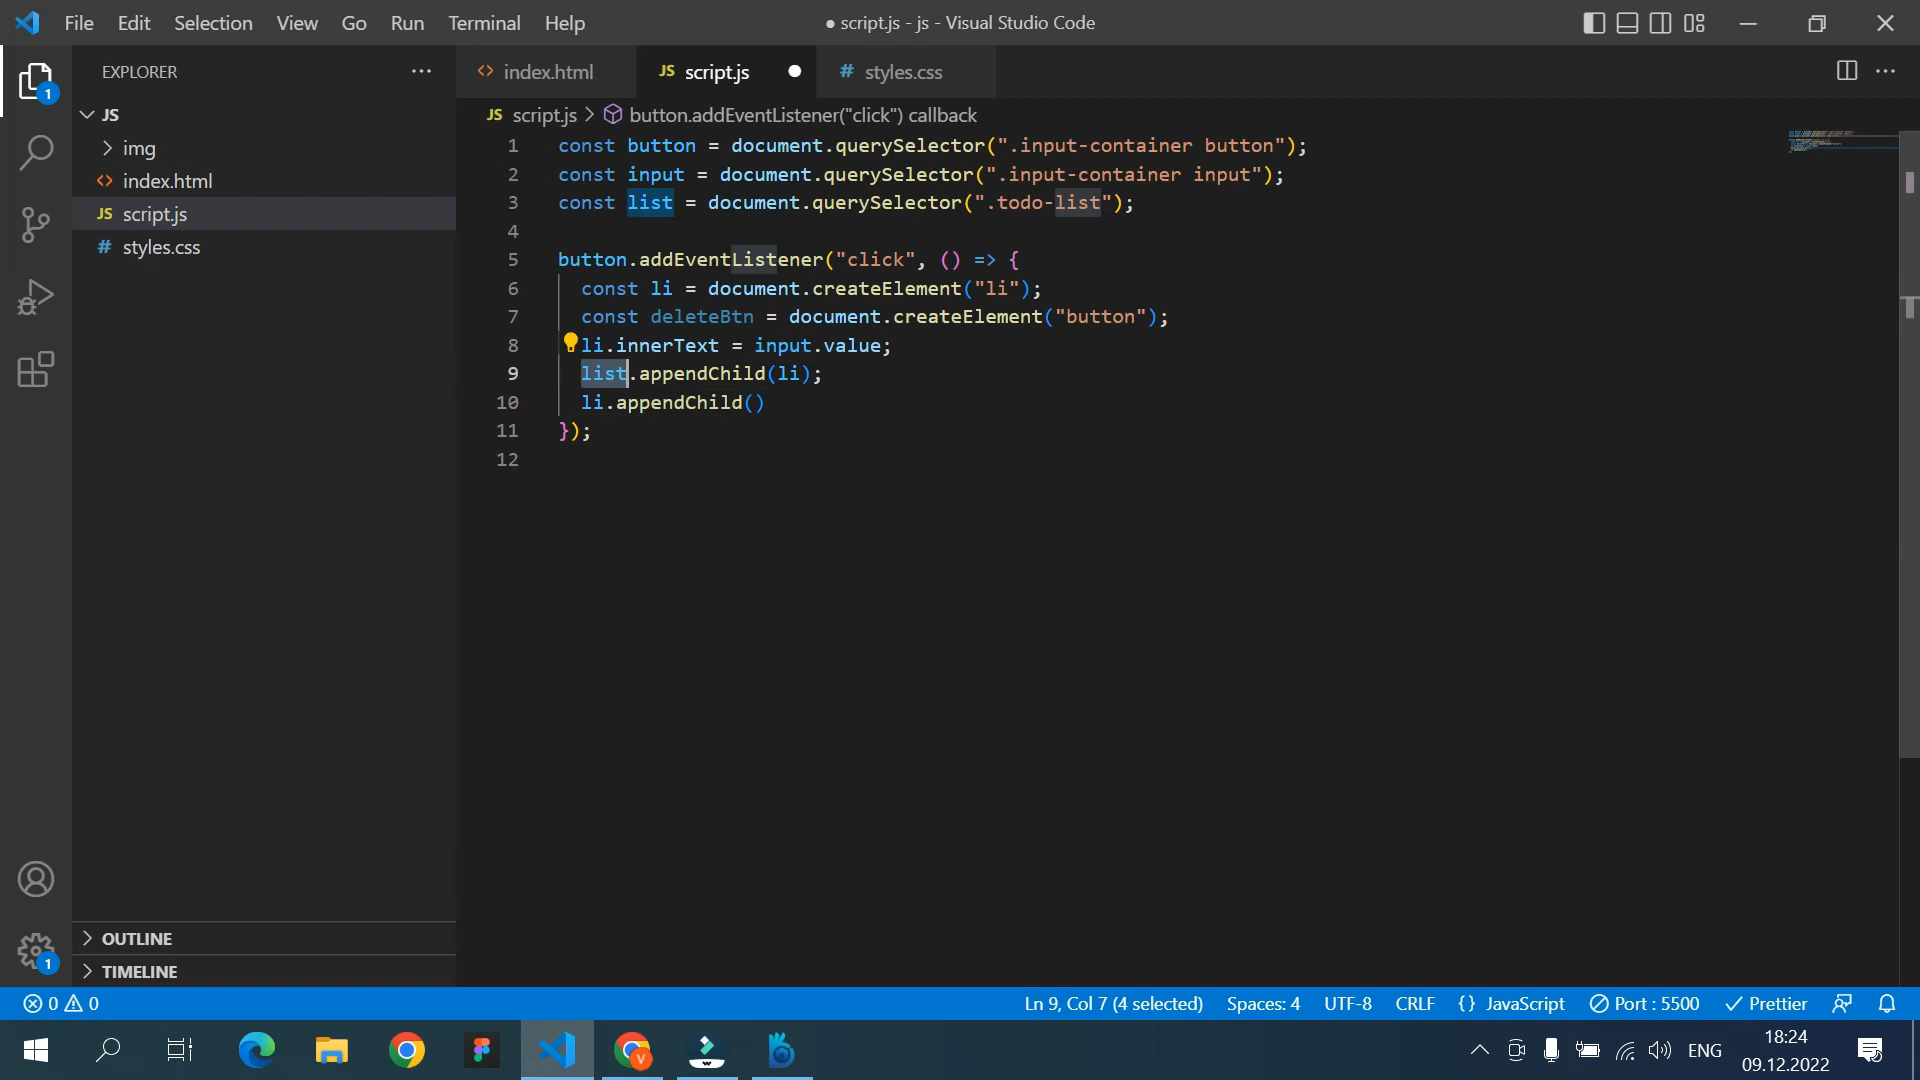 File Edit Selection View Go Run Terminal Help
● script.js - js - Visual Studio Code
EXPLORER
JS
img
index.html
JS script.js
# styles.css
OUTLINE
TIMELINE
index.html
JS script.js
# styles.css
JS script.js > button.addEventListener("click") callback
1 const button = document.querySelector(".input-container button");
2 const input = document.querySelector(".input-container input");
3 const list = document.querySelector(".todo-list");
4
5 button.addEventListener("click", () => {
6 const li = document.createElement("li");
7 const deleteBtn = document.createElement("button");
8 li.innerText = input.value;
9 list.appendChild(li);
10 li.appendChild()
11 });
12
1
1
0 0
Ln 9, Col 7 (4 selected) Spaces: 4 UTF-8 CRLF {} JavaScript Port : 5500 Prettier
V
ENG
18:24
09.12.2022